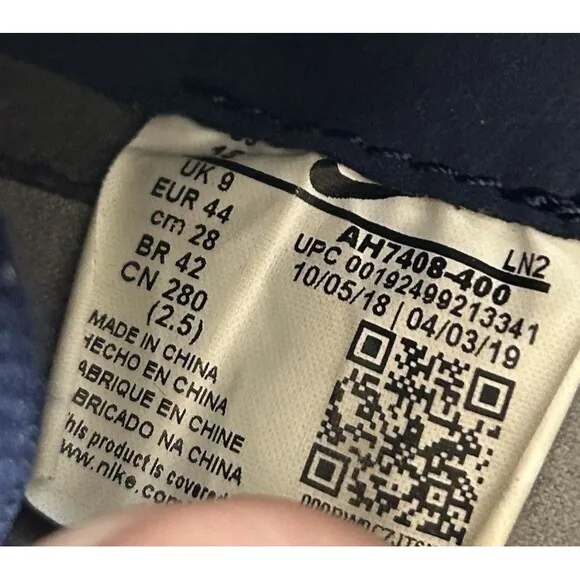 UK 9
EUR 44
cm 28
BR 42
CN 280
(2.5)
MADE IN CHINA
HECHO EN CHINA
ABRIQUE EN CHINE
BRICADO NA CHINA
his product is covered
www.nike.com
LN2
AH7408-400
UPC 00192499213341
10/05/18 | 04/03/19